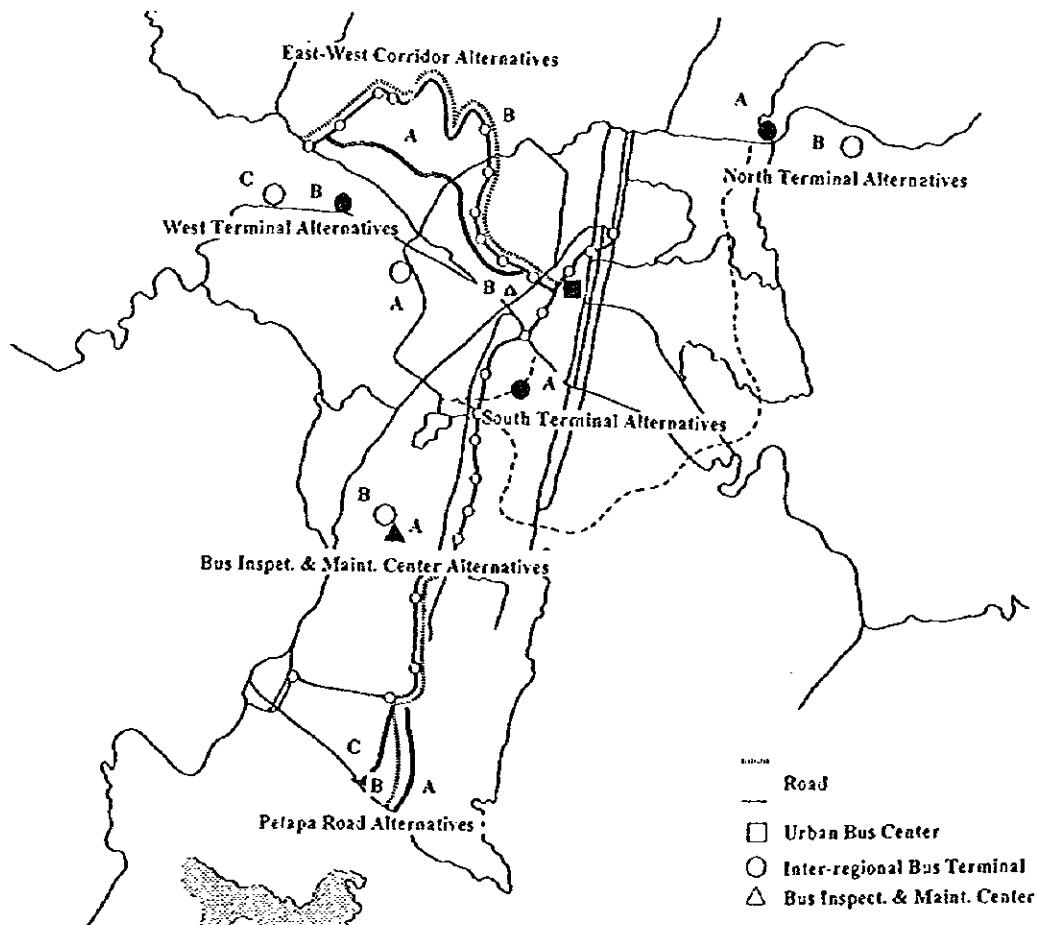 East-West Corridor Alternatives
A
B
A
B
North Terminal Alternatives
C
B
West Terminal Alternatives
A
B
A
South Terminal Alternatives
B
A
Bus Inspet. & Maint. Center Alternatives
C
B
A
Petapa Road Alternatives
Road
Urban Bus Center
Inter-regional Bus Terminal
Bus Inspect. & Maint. Center